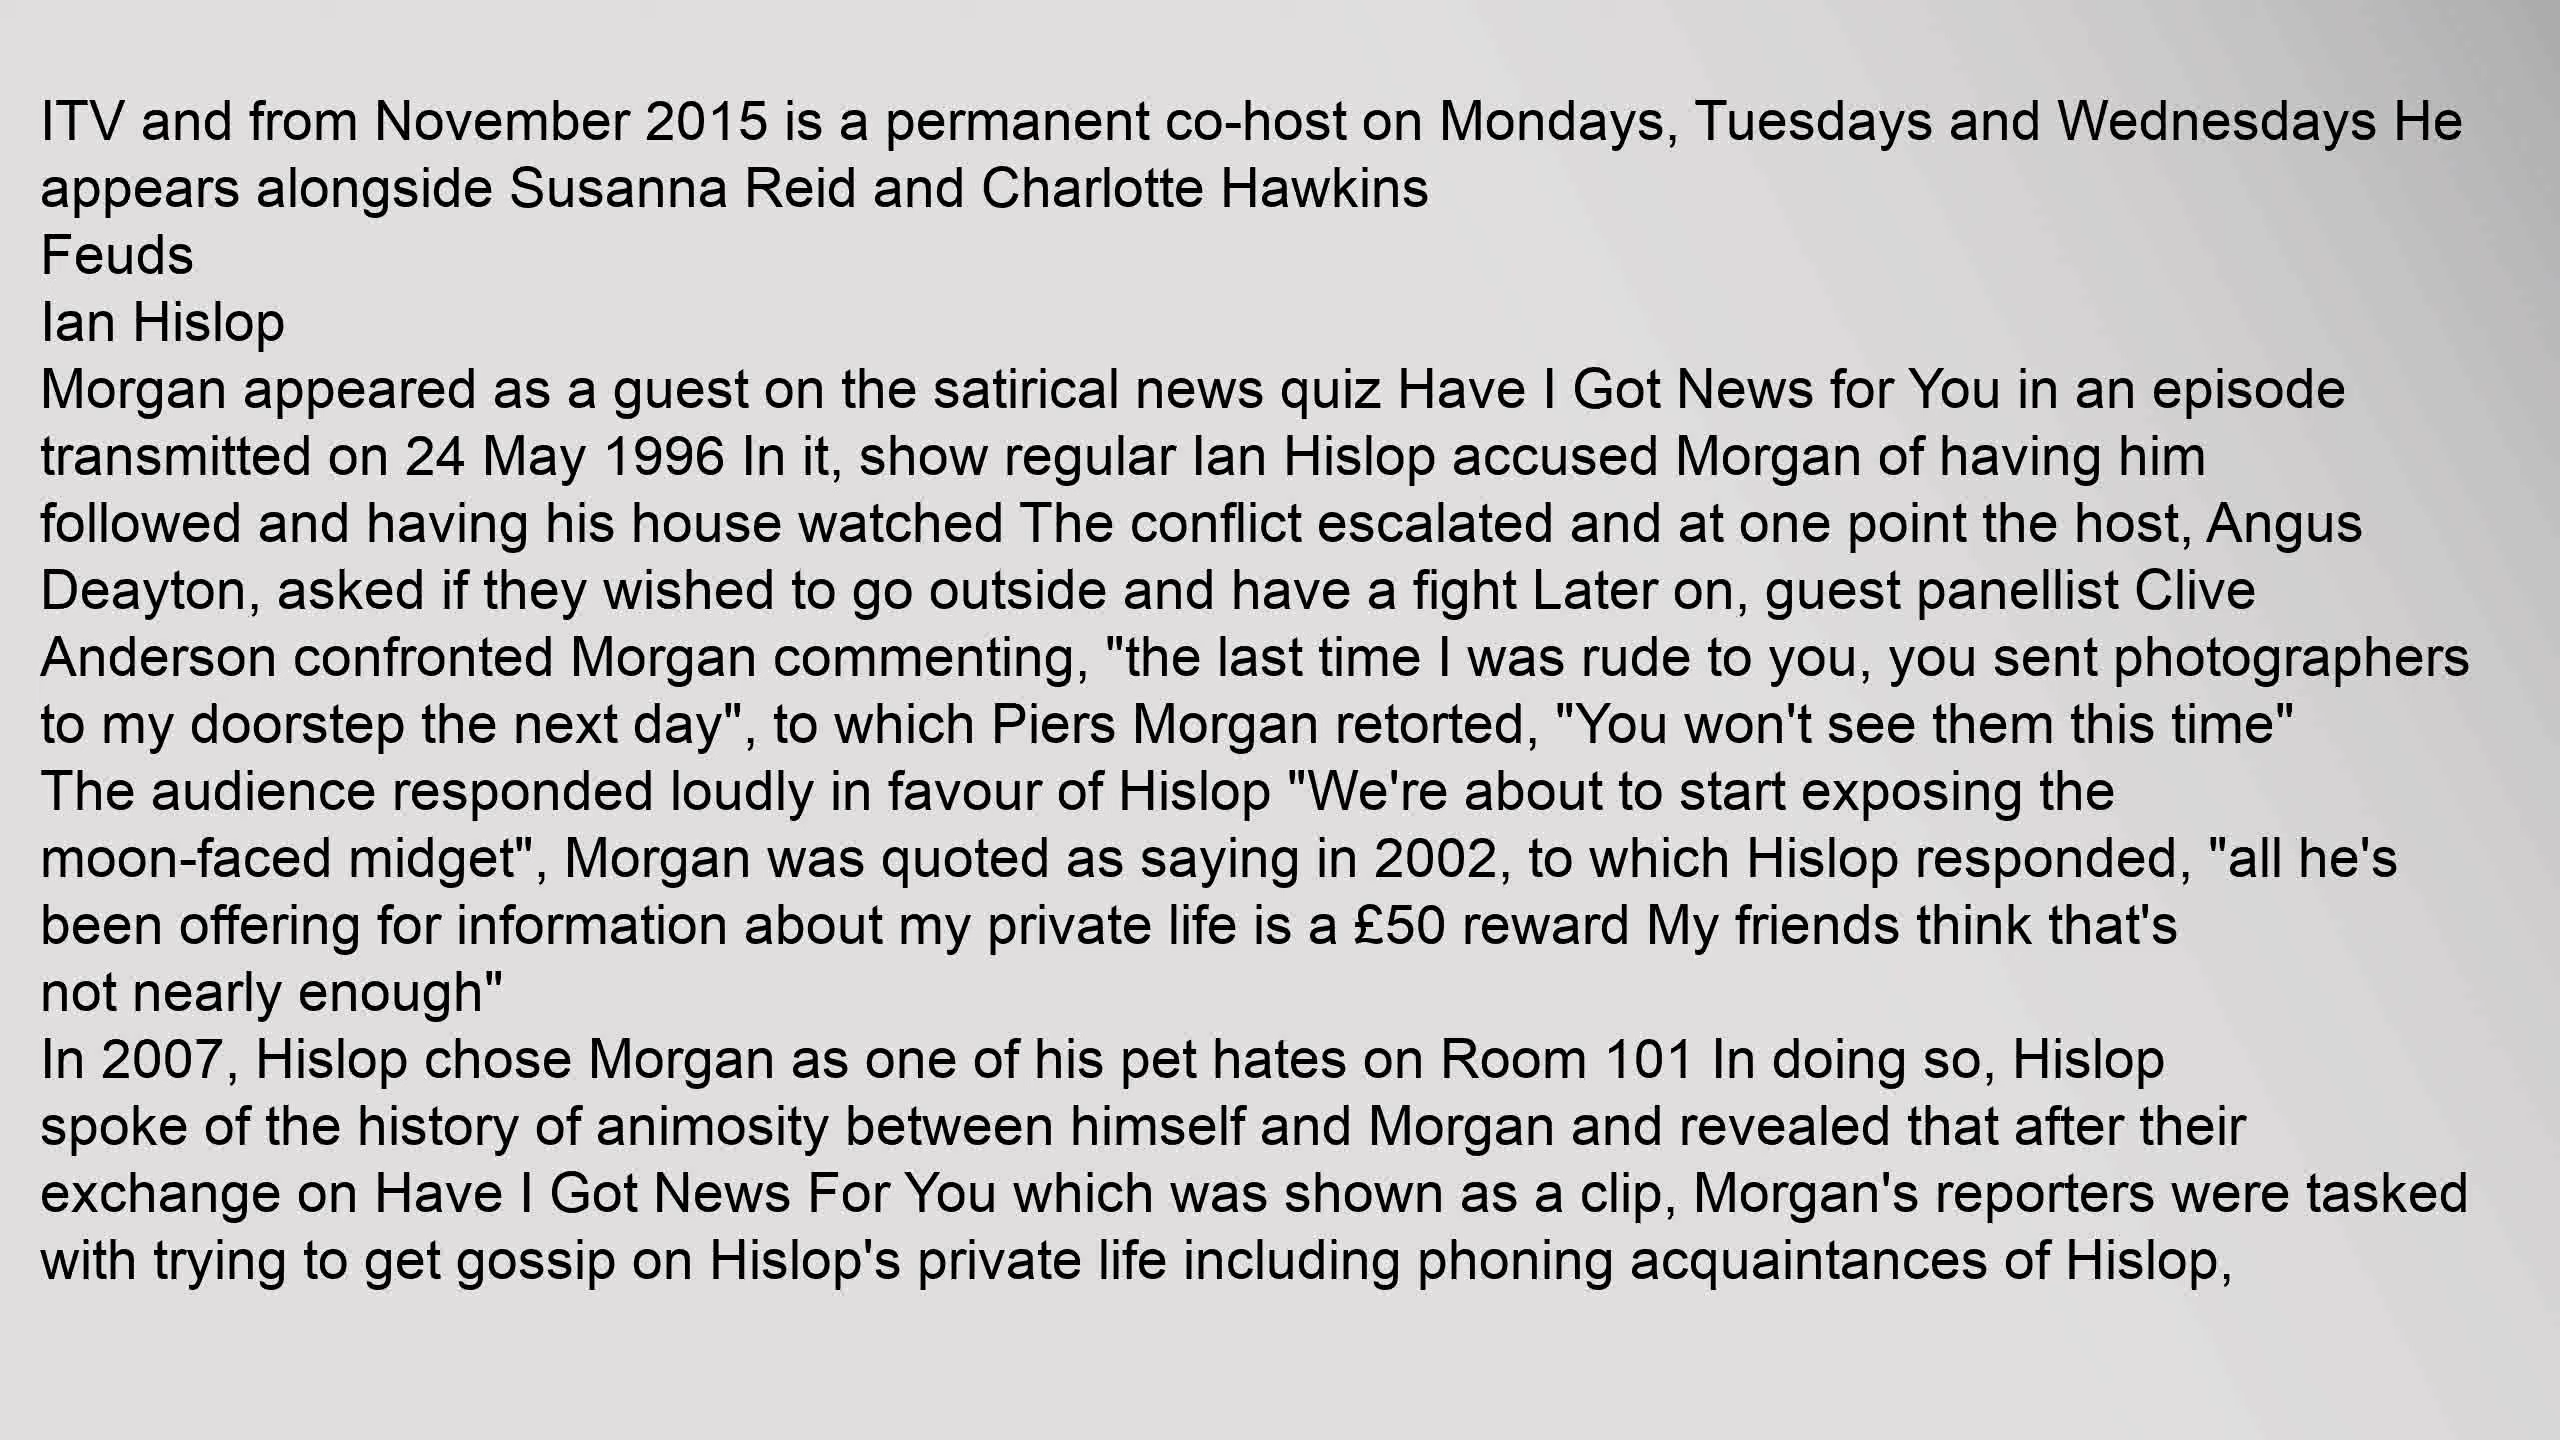 ITV and from November 2015 is a permanent co-host on Mondays, Tuesdays and Wednesdays He
appears alongside Susanna Reid and Charlotte Hawkins
Feuds
Ian Hislop
Morgan appeared as a guest on the satirical news quiz Have I Got News for You in an episode
transmitted on 24 May 1996 In it, show regular Ian Hislop accused Morgan of having him
followed and having his house watched The conflict escalated and at one point the host, Angus
Deayton, asked if they wished to go outside and have a fight Later on, guest panellist Clive
Anderson confronted Morgan commenting, "the last time I was rude to you, you sent photographers
to my doorstep the next day", to which Piers Morgan retorted, "You won't see them this time"
The audience responded loudly in favour of Hislop "We're about to start exposing the
moon-faced midget", Morgan was quoted as saying in 2002, to which Hislop responded, "all he's
been offering for information about my private life is a £50 reward My friends think that's
not nearly enough"
In 2007, Hislop chose Morgan as one of his pet hates on Room 101 In doing so, Hislop
spoke of the history of animosity between himself and Morgan and revealed that after their
exchange on Have I Got News For You which was shown as a clip, Morgan's reporters were tasked
with trying to get gossip on Hislop's private life including phoning acquaintances of Hislop,